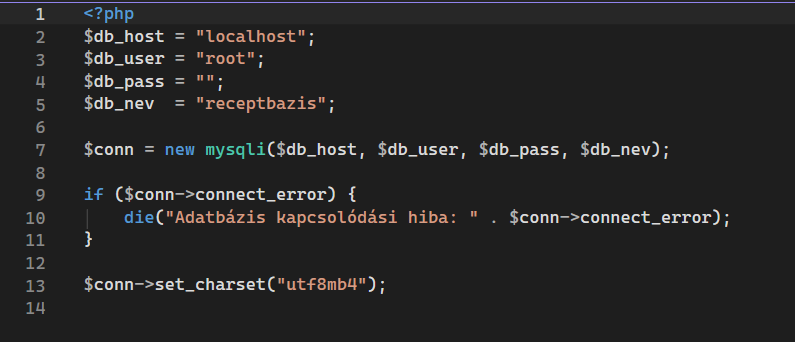 1 <?php
2 $db_host = "localhost";
3 $db_user = "root";
4 $db_pass = "";
5 $db_nev  = "receptbazis";
6
7 $conn = new mysqli($db_host, $db_user, $db_pass, $db_nev);
8
9 if ($conn->connect_error) {
10     die("Adatbázis kapcsolódási hiba: " . $conn->connect_error);
11 }
12
13 $conn->set_charset("utf8mb4");
14